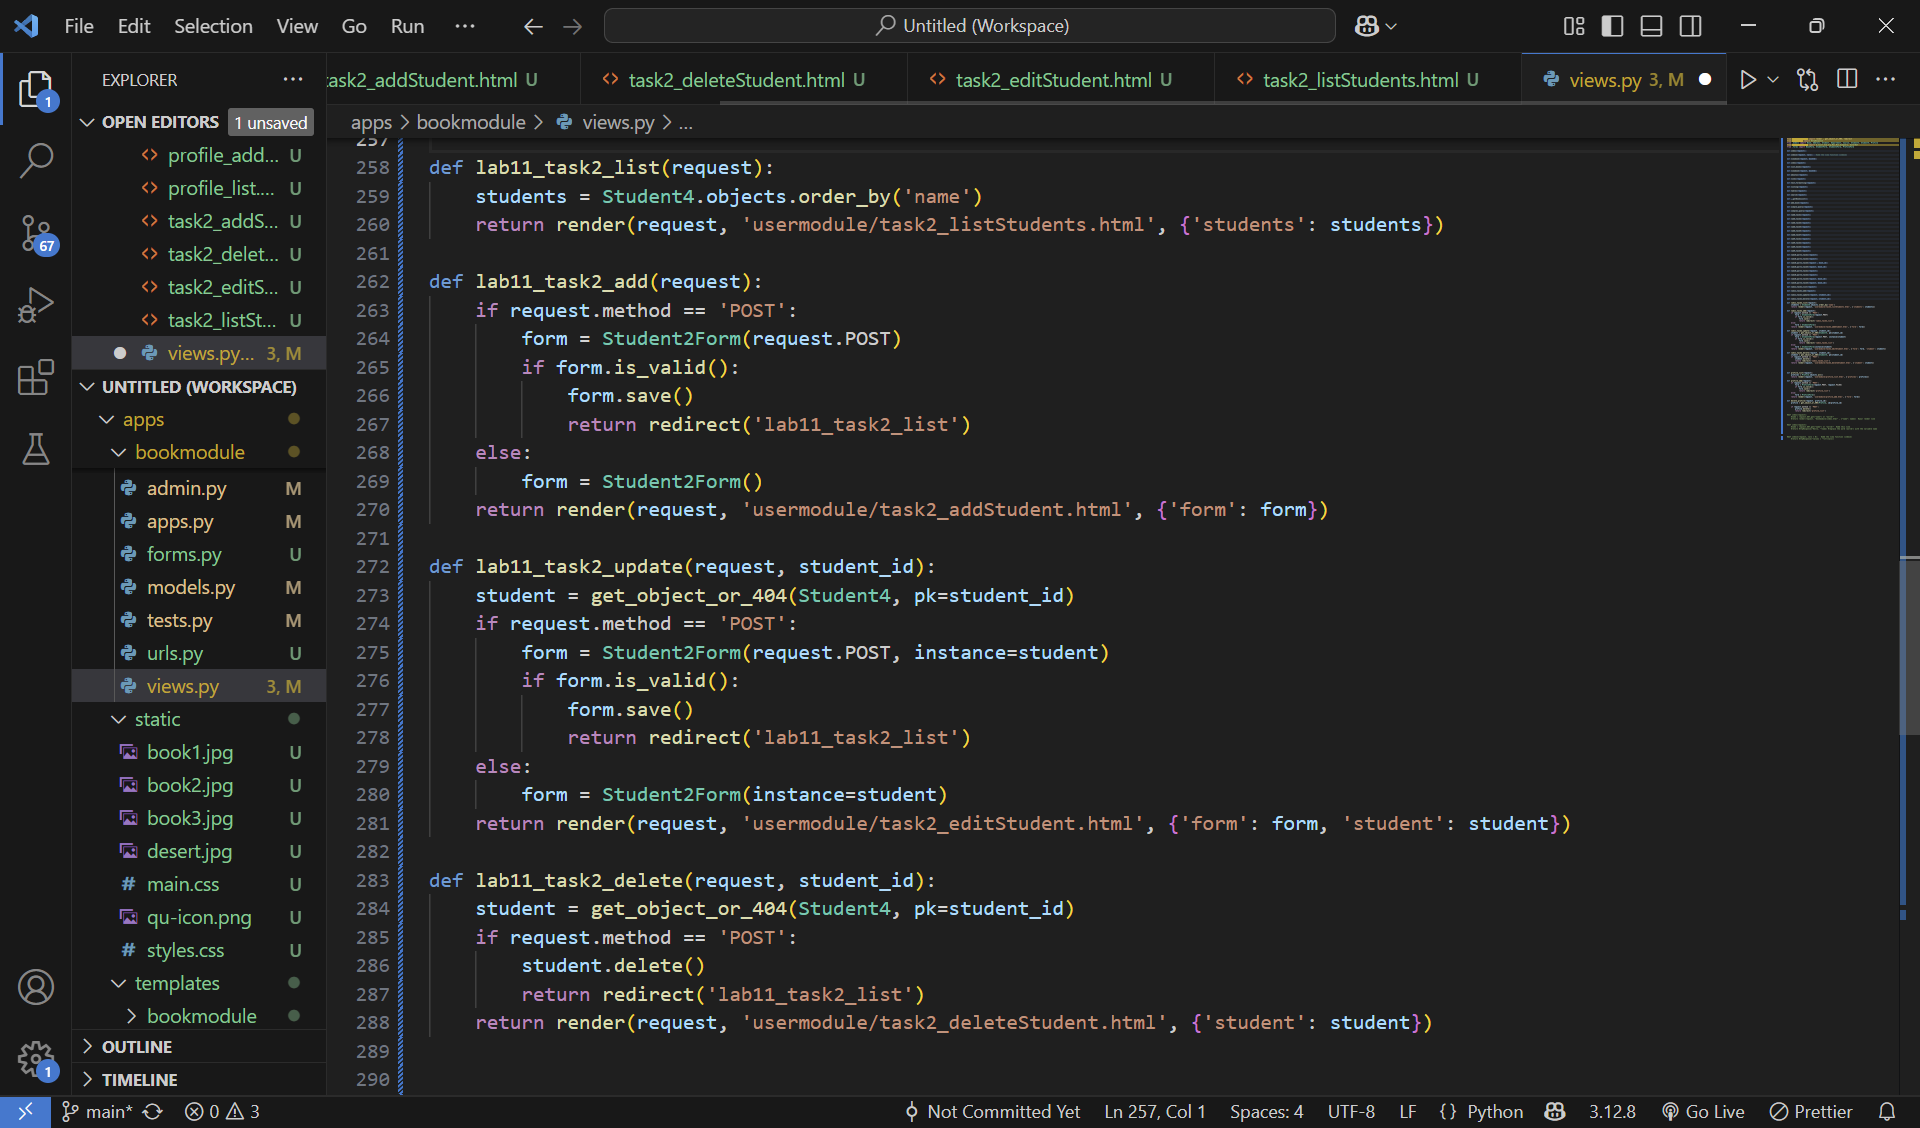 File Edit Selection View Go Run ··· Untitled (Workspace)
EXPLORER ···
OPEN EDITORS 1 unsaved
profile_add... U
profile_list.... U
task2_addS... U
task2_delet... U
task2_editS... U
task2_listSt... U
views.py... 3, M
UNTITLED (WORKSPACE)
apps
bookmodule
admin.py M
apps.py M
forms.py U
models.py M
tests.py M
urls.py U
views.py 3, M
static
book1.jpg U
book2.jpg U
book3.jpg U
desert.jpg U
# main.css U
qu-icon.png U
# styles.css U
templates
bookmodule
OUTLINE
TIMELINE
1
67
1
task2_addStudent.html U <> task2_deleteStudent.html U <> task2_editStudent.html U <> task2_listStudents.html U views.py 3, M
apps > bookmodule > views.py > ...
257
258 def lab11_task2_list(request):
259     students = Student4.objects.order_by('name')
260     return render(request, 'usermodule/task2_listStudents.html', {'students': students})
261
262 def lab11_task2_add(request):
263     if request.method == 'POST':
264         form = Student2Form(request.POST)
265         if form.is_valid():
266             form.save()
267             return redirect('lab11_task2_list')
268     else:
269         form = Student2Form()
270     return render(request, 'usermodule/task2_addStudent.html', {'form': form})
271
272 def lab11_task2_update(request, student_id):
273     student = get_object_or_404(Student4, pk=student_id)
274     if request.method == 'POST':
275         form = Student2Form(request.POST, instance=student)
276         if form.is_valid():
277             form.save()
278             return redirect('lab11_task2_list')
279     else:
280         form = Student2Form(instance=student)
281     return render(request, 'usermodule/task2_editStudent.html', {'form': form, 'student': student})
282
283 def lab11_task2_delete(request, student_id):
284     student = get_object_or_404(Student4, pk=student_id)
285     if request.method == 'POST':
286         student.delete()
287         return redirect('lab11_task2_list')
288     return render(request, 'usermodule/task2_deleteStudent.html', {'student': student})
289
290
main* 0 3 Not Committed Yet Ln 257, Col 1 Spaces: 4 UTF-8 LF {} Python 3.12.8 Go Live Prettier